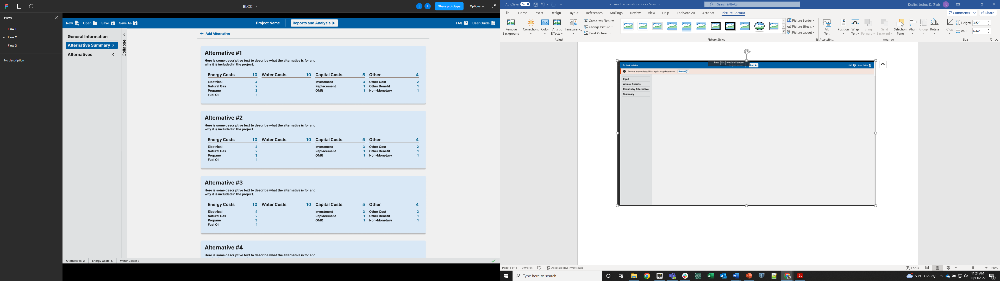 BLCC
J L Share prototype Options
Flows
Flow 1
Flow 2
Flow 3
No description
New Open Save Save As Project Name Reports and Analysis FAQ User Guide
General Information
Alternative Summary
Alternatives
Collapse
+ Add Alternative
Alternative #1
Here is some descriptive text to describe what the alternative is for and
why it is included in the project.
Energy Costs 10 Water Costs 10 Capital Costs 5 Other 4
Electrical 4 Investment 3 Other Cost 2
Natural Gas 2 Replacement 1 Other Benefit 1
Propane 3 OMR 1 Non-Monetary 1
Fuel Oil 1
Alternative #2
Here is some descriptive text to describe what the alternative is for and
why it is included in the project.
Energy Costs 10 Water Costs 10 Capital Costs 5 Other 4
Electrical 4 Investment 3 Other Cost 2
Natural Gas 2 Replacement 1 Other Benefit 1
Propane 3 OMR 1 Non-Monetary 1
Fuel Oil 1
Alternative #3
Here is some descriptive text to describe what the alternative is for and
why it is included in the project.
Energy Costs 10 Water Costs 10 Capital Costs 5 Other 4
Electrical 4 Investment 3 Other Cost 2
Natural Gas 2 Replacement 1 Other Benefit 1
Propane 3 OMR 1 Non-Monetary 1
Fuel Oil 1
Alternative #4
Here is some descriptive text to describe what the alternative is for and
Alternatives: 2 Energy Costs: 5 Water Costs: 3
AutoSave On blcc mock screenshots.docx • Saved Search (Alt+Q) Kneifel, Joshua D. (Fed) KJ
File Home Insert Design Layout References Mailings Review View Help EndNote 20 Acrobat Picture Format Comments Share
Remove Background Corrections Color Artistic Effects Transparency Compress Pictures Change Picture Reset Picture
Adjust
Picture Styles
Picture Border Picture Effects Picture Layout
Alt Text
Accessibi...
Position Wrap Text Bring Forward Send Backward Selection Pane Align Group Rotate
Arrange
Crop Height: 3.62" Width: 6.44"
Size
Back to Editor Press Esc to exit full screen Run FAQ User Guide
Results are outdated! Run again to update result. Rerun
Input
Annual Results
Results by Alternative
Summary
Page 4 of 4 0 words Accessibility: Investigate Focus 160%
Type here to search 63°F Cloudy 11:24 AM
10/13/2022